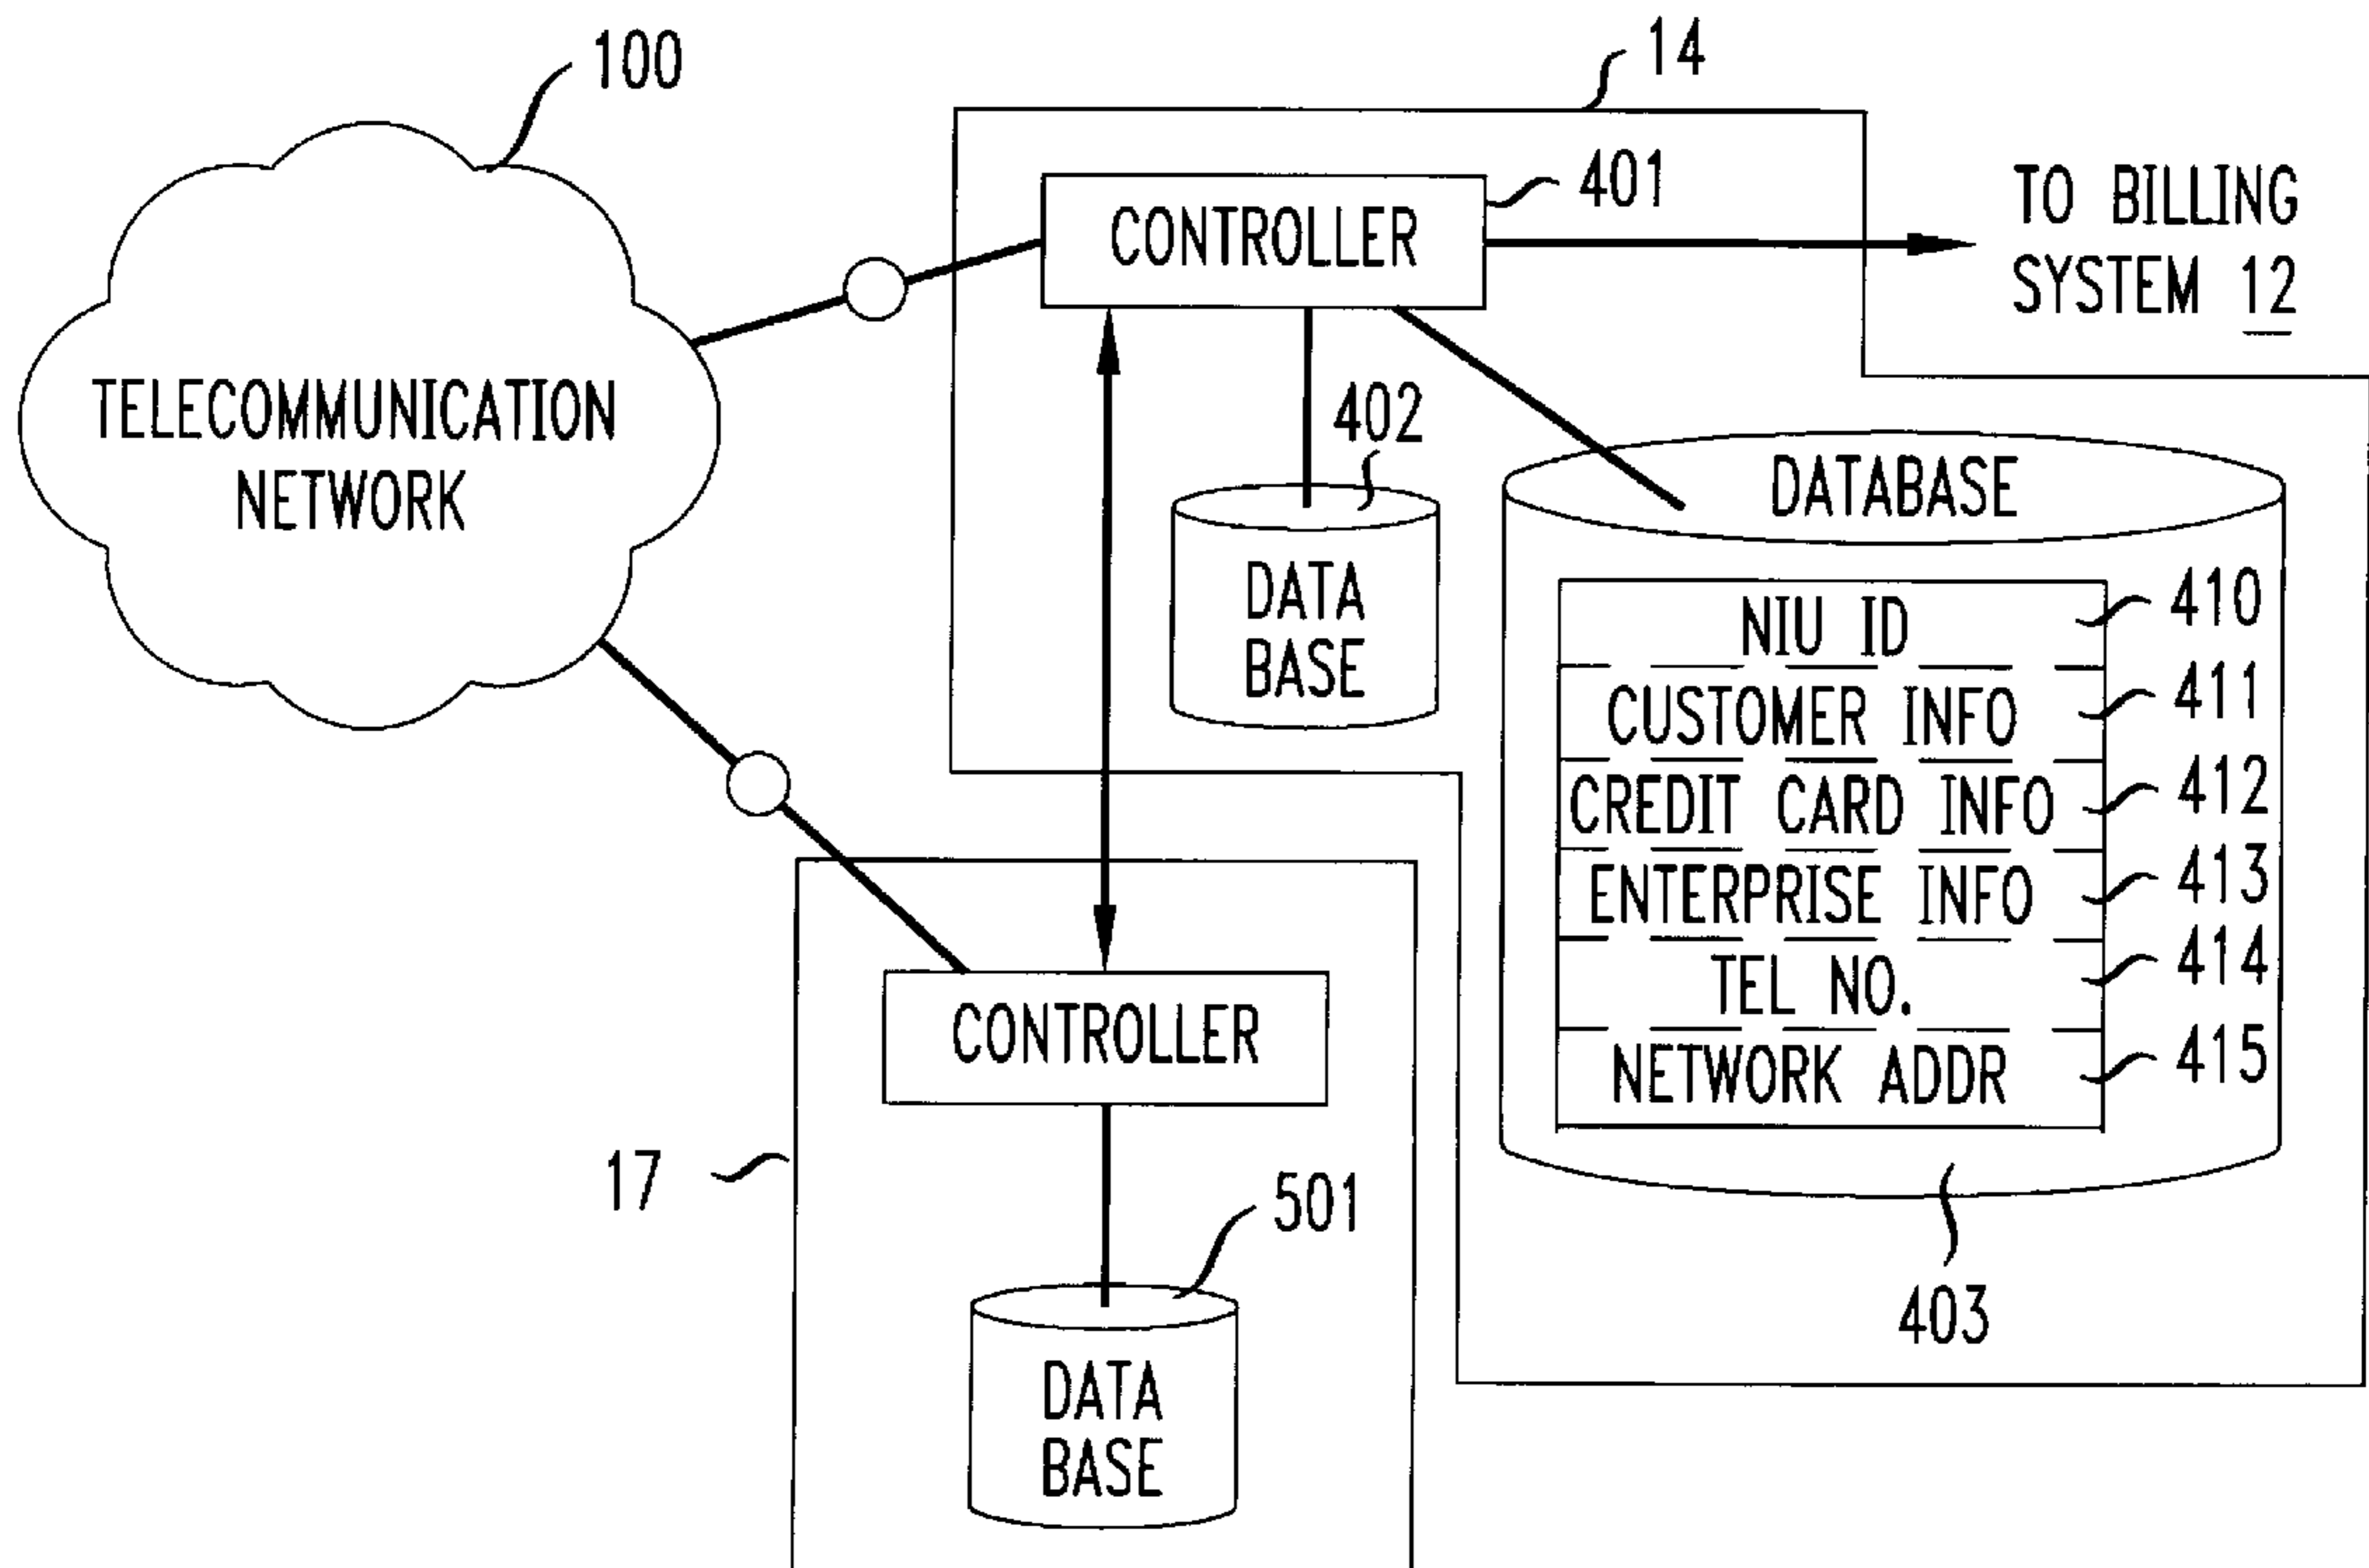 100
14
401
CONTROLLER
TO BILLING
SYSTEM 12
TELECOMMUNICATION
NETWORK
402
DATABASE
DATA
BASE
NIU ID
410
CUSTOMER INFO
411
CREDIT CARD INFO
412
ENTERPRISE INFO
413
TEL NO.
414
NETWORK ADDR
415
403
CONTROLLER
17
501
DATA
BASE